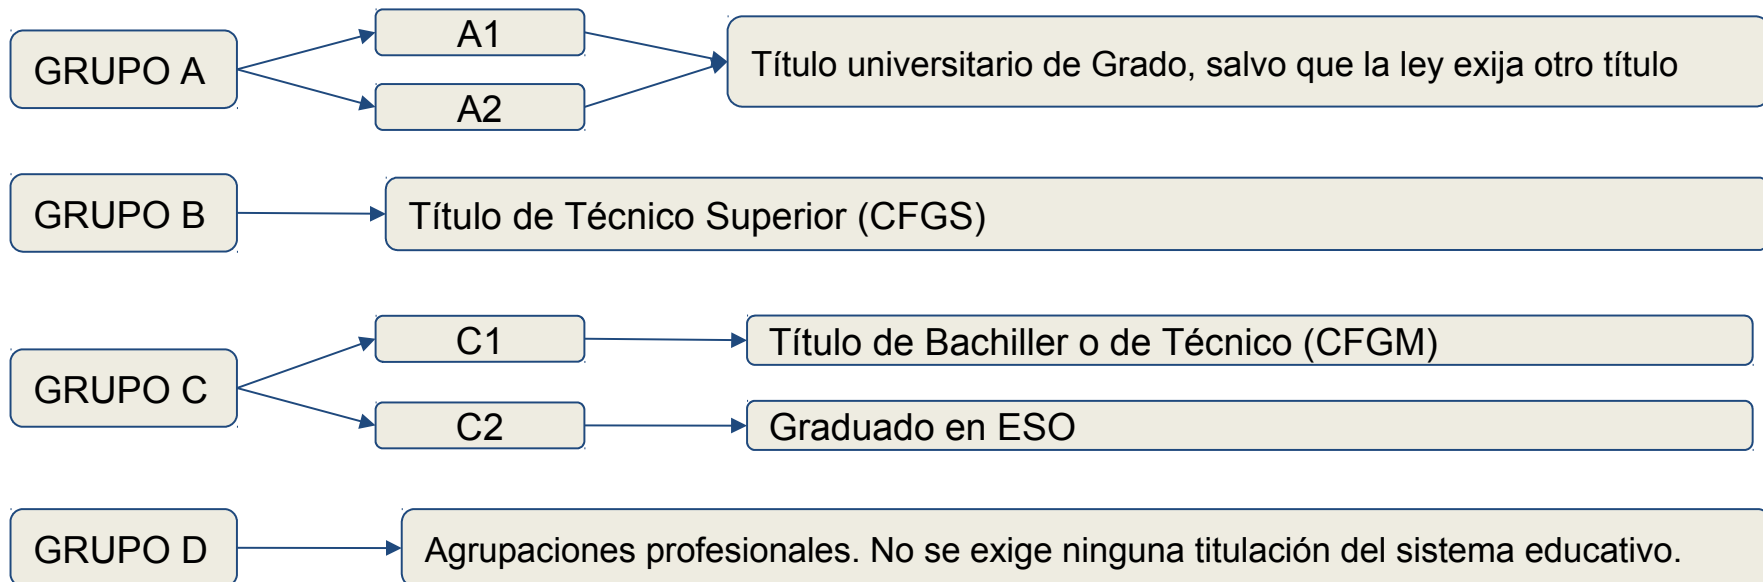 GRUPO A
A1
A2
Título universitario de Grado, salvo que la ley exija otro título
GRUPO B
Título de Técnico Superior (CFGS)
GRUPO C
C1
Título de Bachiller o de Técnico (CFGM)
C2
Graduado en ESO
GRUPO D
Agrupaciones profesionales. No se exige ninguna titulación del sistema educativo.